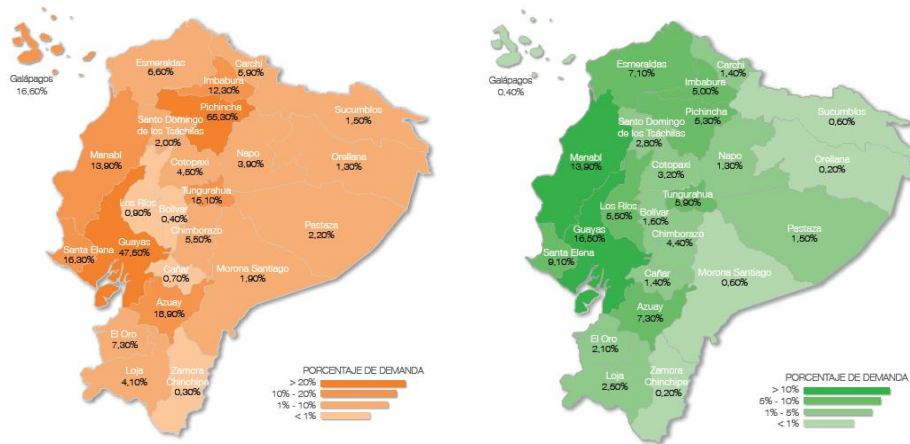 Galápagos
16,60%
Esmeraldas
6,60%
Carchi
5,90%
Imbabura
12,30%
Pichincha
55,30%
Sucumbíos
1,50%
Santo Domingo
de los Tsáchilas
2,00%
Manabí
13,90%
Cotopaxi
4,50%
Napo
3,90%
Orellana
1,30%
Tungurahua
15,10%
Los Ríos
0,90%
Bolívar
0,40%
Pastaza
2,20%
Chimborazo
5,50%
Guayas
47,50%
Santa Elena
16,30%
Cañar
0,70%
Morona Santiago
1,90%
Azuay
18,90%
El Oro
7,30%
Loja
4,10%
Zamora
Chinchipe
0,30%
PORCENTAJE DE DEMANDA
> 20%
10% - 20%
1% - 10%
< 1%
Galápagos
0,40%
Esmeraldas
7,10%
Carchi
1,40%
Imbabura
5,00%
Pichincha
5,30%
Sucumbíos
0,60%
Santo Domingo
de los Tsáchilas
2,80%
Manabí
13,90%
Cotopaxi
3,20%
Napo
1,30%
Orellana
0,20%
Tungurahua
5,90%
Los Ríos
5,50%
Bolívar
1,60%
Pastaza
1,50%
Chimborazo
4,40%
Guayas
16,50%
Santa Elena
9,10%
Cañar
1,40%
Morona Santiago
0,60%
Azuay
7,30%
El Oro
2,10%
Loja
2,50%
Zamora
Chinchipe
0,20%
PORCENTAJE DE DEMANDA
> 10%
5% - 10%
1% - 5%
< 1%